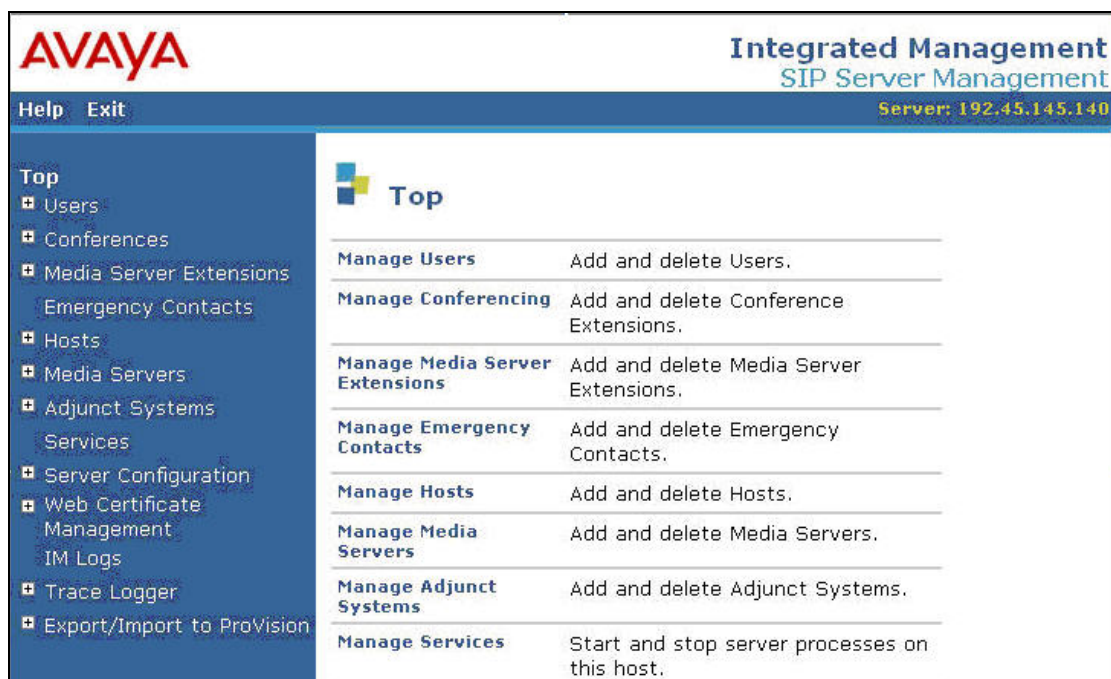 AVAYA
Integrated Management
SIP Server Management
Help Exit
Server: 192.45.145.140
Top
Users
Conferences
Media Server Extensions
Emergency Contacts
Hosts
Media Servers
Adjunct Systems
Services
Server Configuration
Web Certificate
Management
IM Logs
Trace Logger
Export/Import to ProVision
Top
Manage Users Add and delete Users.
Manage Conferencing Add and delete Conference
Extensions.
Manage Media Server Add and delete Media Server
Extensions Extensions.
Manage Emergency Add and delete Emergency
Contacts Contacts.
Manage Hosts Add and delete Hosts.
Manage Media Add and delete Media Servers.
Servers
Manage Adjunct Add and delete Adjunct Systems.
Systems
Manage Services Start and stop server processes on
this host.